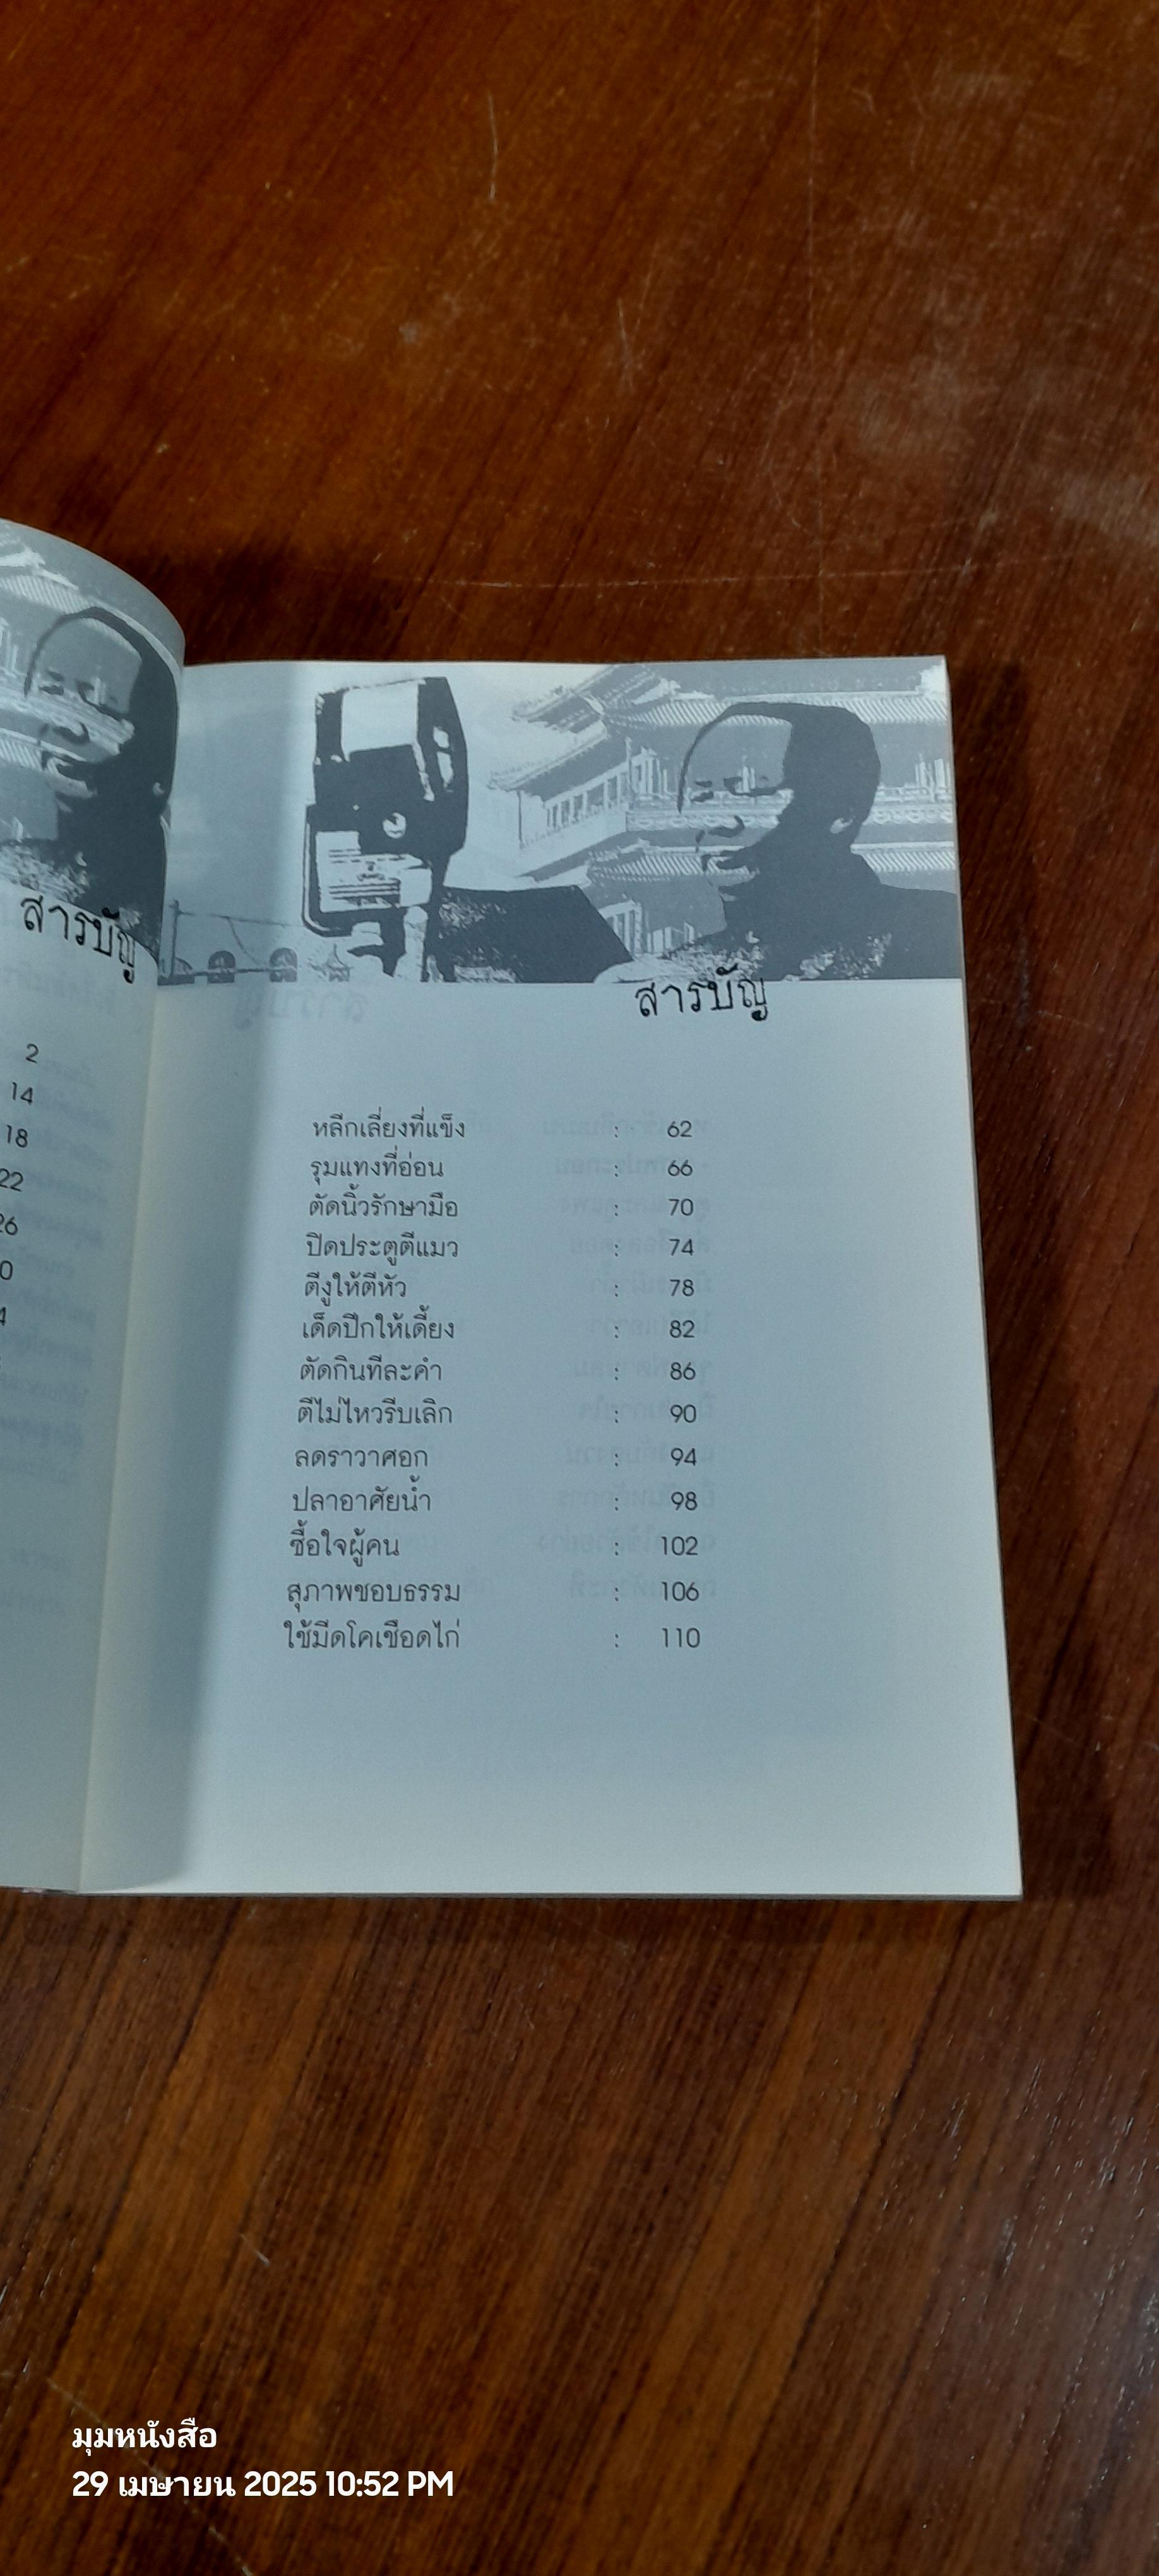 สารบัญ
2
14
18
22
26
สารบัญ
หลีกเลี่ยงที่แข็ง : 62
รุมแทงที่อ่อน : 66
ตัดนิ้วรักษามือ : 70
ปิดประตูตีแมว : 74
ตีงูให้ตีหัว : 78
เด็ดปีกให้เดี้ยง : 82
ตัดกินทีละคำ : 86
ตีไม่ไหวรีบเลิก : 90
ลดราวาศอก : 94
ปลาอาศัยน้ำ : 98
ซื้อใจผู้คน : 102
สุภาพชอบธรรม : 106
ใช้มีดโคเชือดไก่ : 110
มุมหนังสือ
29 เมษายน 2025 10:52 PM